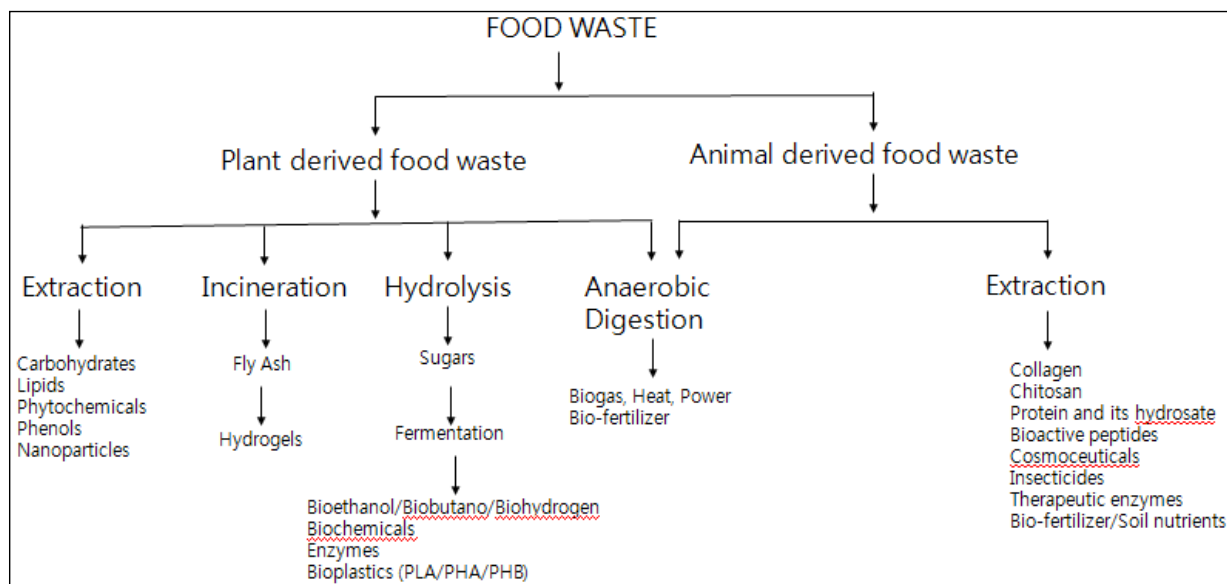 FOOD WASTE
Plant derived food waste
Animal derived food waste
Extraction
Carbohydrates
Lipids
Phytochemicals
Phenols
Nanoparticles
Incineration
Fly Ash
Hydrogels
Hydrolysis
Sugars
Fermentation
Bioethanol/Biobutano/Biohydrogen
Biochemicals
Enzymes
Bioplastics (PLA/PHA/PHB)
Anaerobic
Digestion
Biogas, Heat, Power
Bio-fertilizer
Extraction
Collagen
Chitosan
Protein and its hydrosate
Bioactive peptides
Cosmoceuticals
Insecticides
Therapeutic enzymes
Bio-fertilizer/Soil nutrients